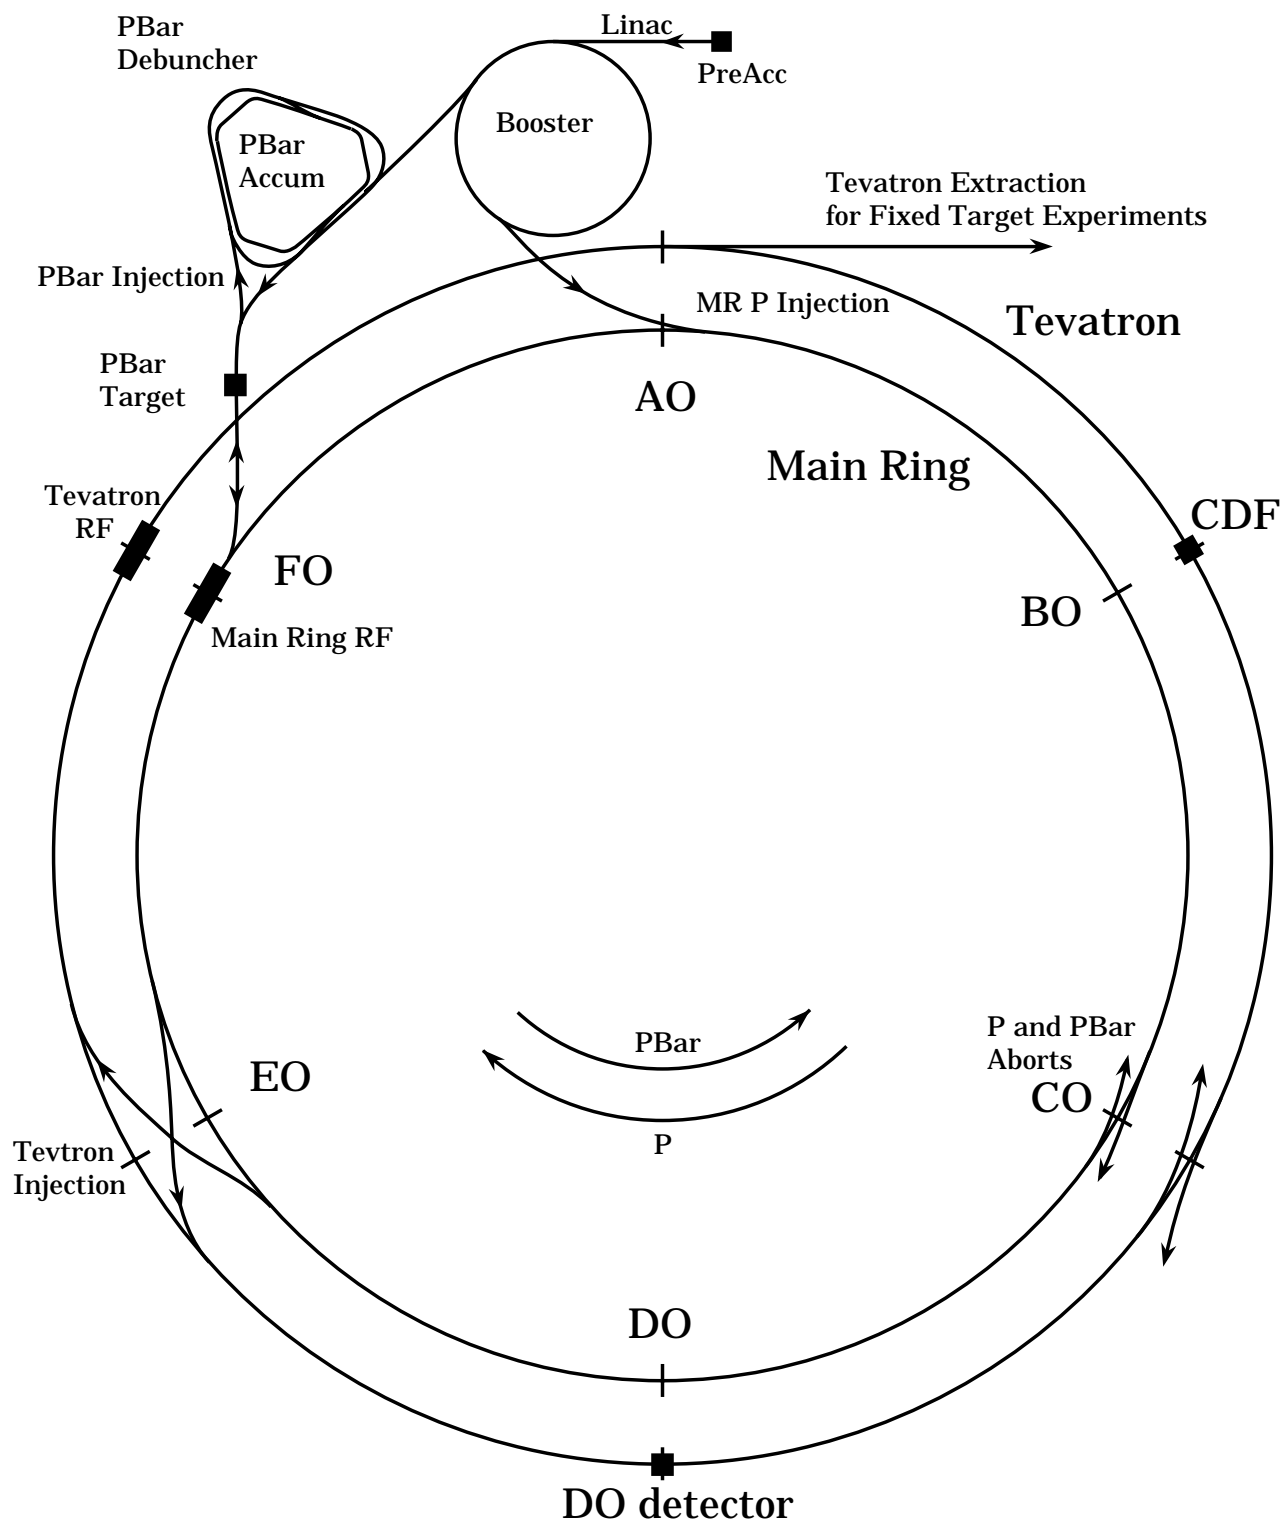 PBar
Debuncher
Linac
PreAcc
Booster
PBar
Accum
Tevatron Extraction
for Fixed Target Experiments
PBar Injection
MR P Injection
Tevatron
PBar
Target
AO
Main Ring
Tevatron
RF
CDF
FO
BO
Main Ring RF
P and PBar
Aborts
PBar
EO
CO
P
Tevtron
Injection
DO
DO detector